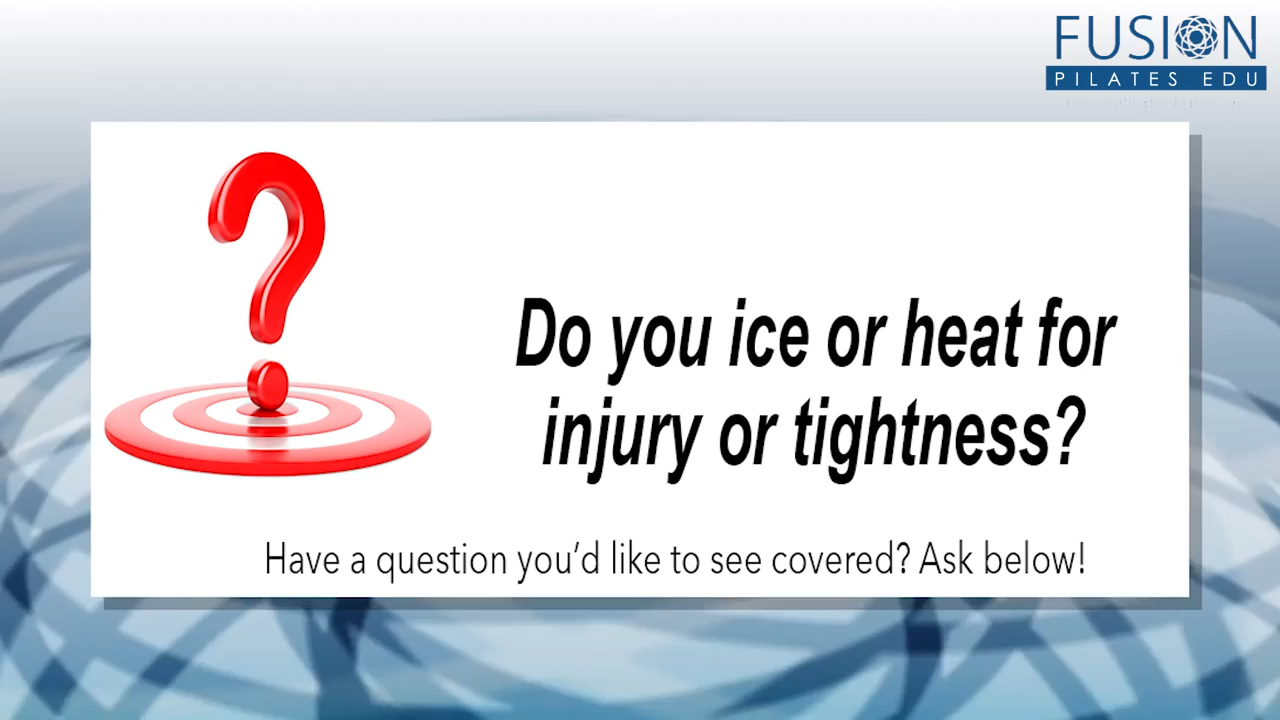 FUSION
PILATES EDU
Do you ice or heat for
injury or tightness?
Have a question you'd like to see covered? Ask below!